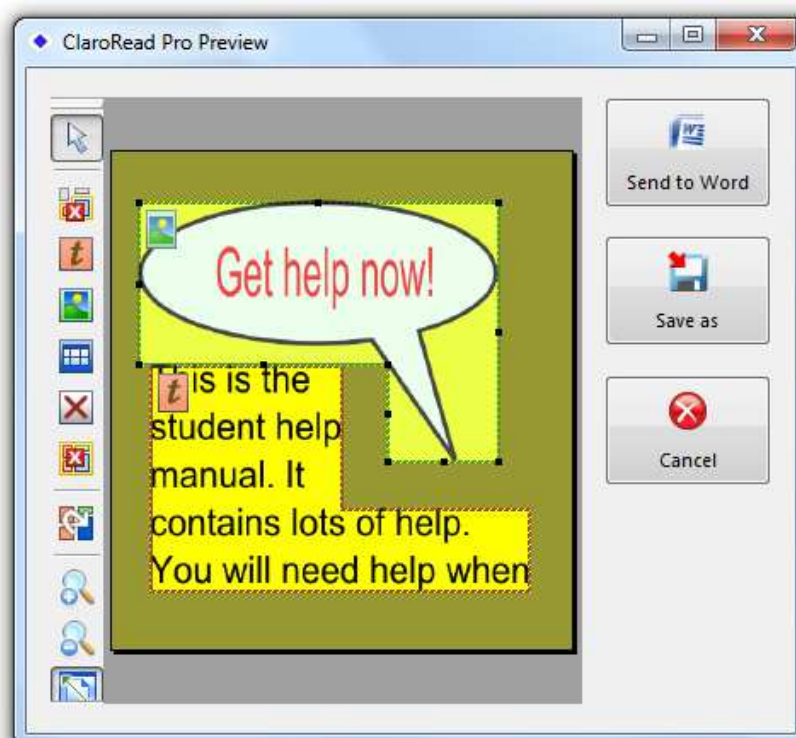 ClaroRead Pro Preview
Send to Word
Save as
Cancel
Get help now!
This is the
student help
manual. It
contains lots of help.
You will need help when